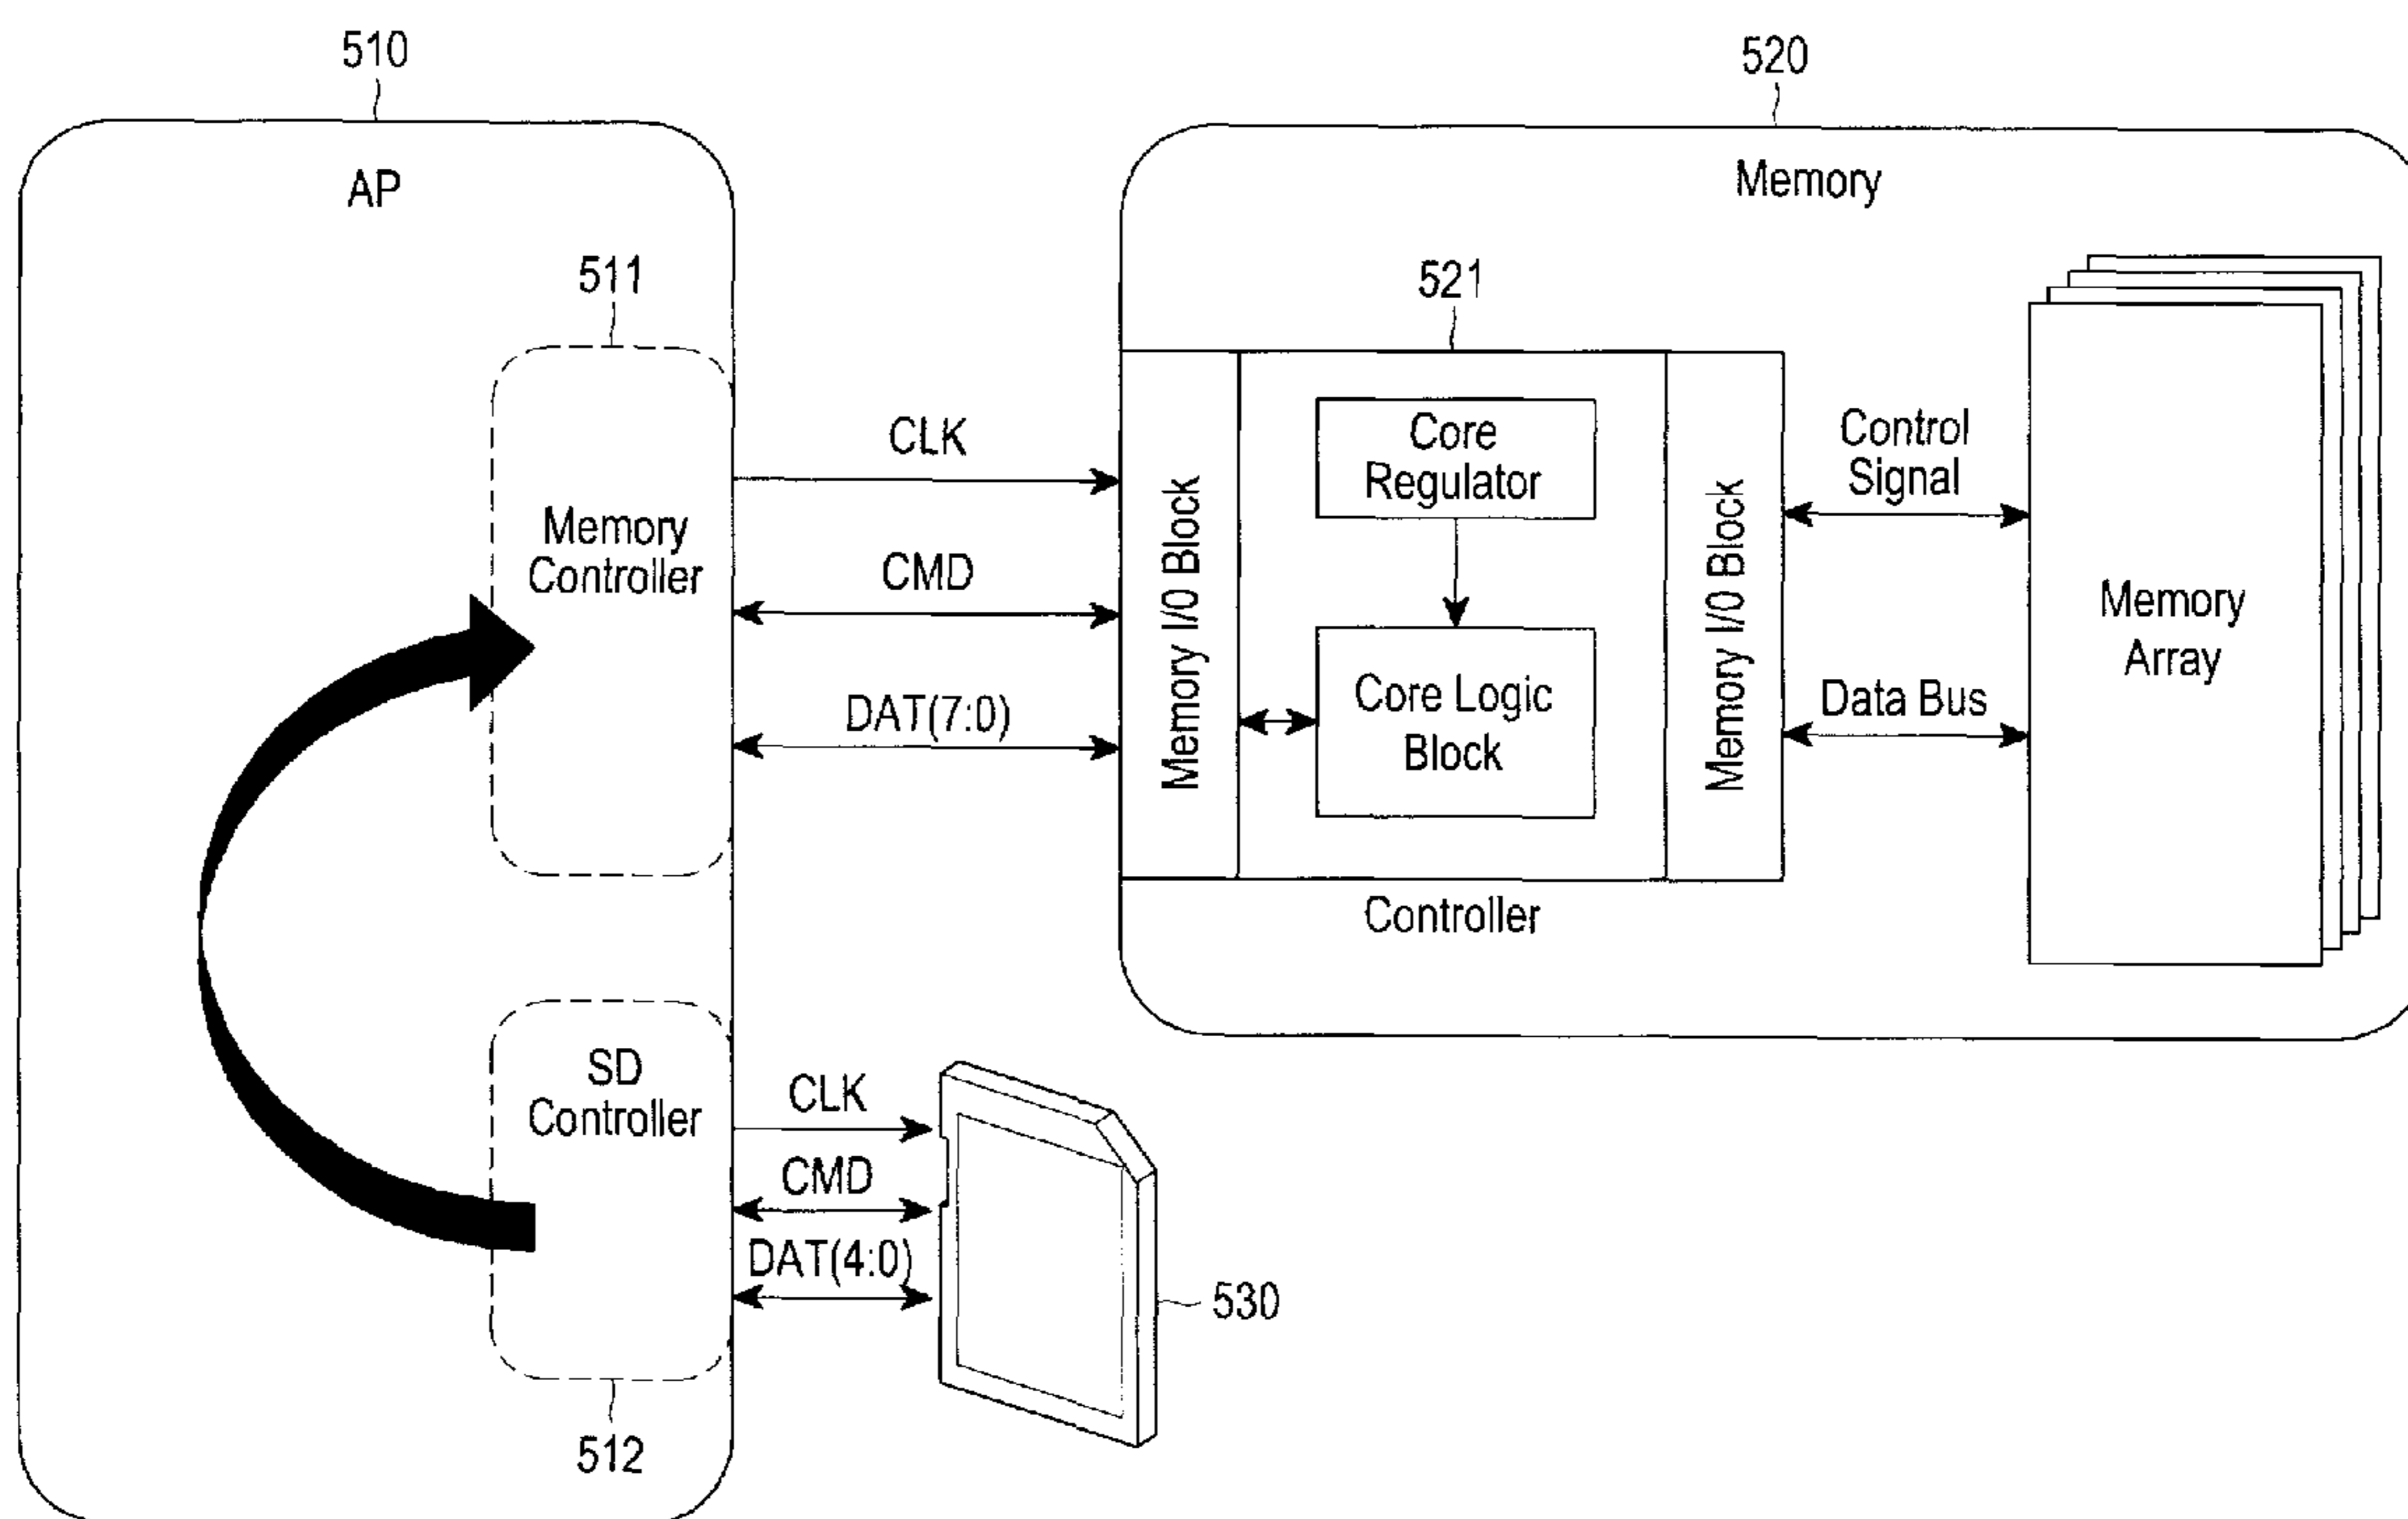 510
AP
511
Memory
Controller
SD
Controller
512
CLK
CMD
DAT(7:0)
CLK
CMD
DAT(4:0)
530
520
Memory
521
Memory I/0 Block
Core
Regulator
Core Logic
Block
Memory I/0 Block
Controller
Control
Signal
Data Bus
Memory
Array